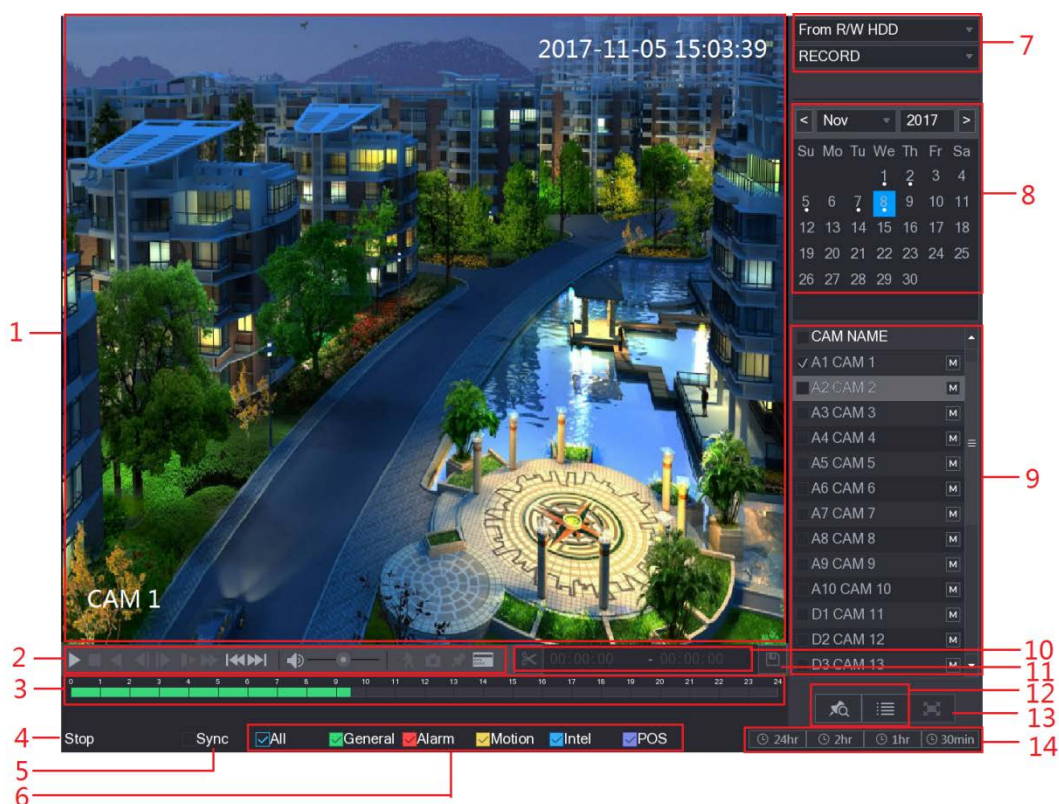 2017-11-05 15:03:39
CAM 1
From R/W HDD
RECORD
< Nov 2017 >
Su Mo Tu We Th Fr Sa
1 2 3 4
5 6 7 8 9 10 11
12 13 14 15 16 17 18
19 20 21 22 23 24 25
26 27 28 29 30
CAM NAME
A1 CAM 1 M
A2 CAM 2 M
A3 CAM 3 M
A4 CAM 4 M
A5 CAM 5 M
A6 CAM 6 M
A7 CAM 7 M
A8 CAM 8 M
A9 CAM 9 M
A10 CAM 10 M
D1 CAM 11 M
D2 CAM 12 M
D3 CAM 13 M
00:00:00 - 00:00:00
0 1 2 3 4 5 6 7 8 9 10 11 12 13 14 15 16 17 18 19 20 21 22 23 24
Stop Sync All General Alarm Motion Intel POS
24hr 2hr 1hr 30min
1
2
3
4
5
6
7
8
9
10
11
12
13
14